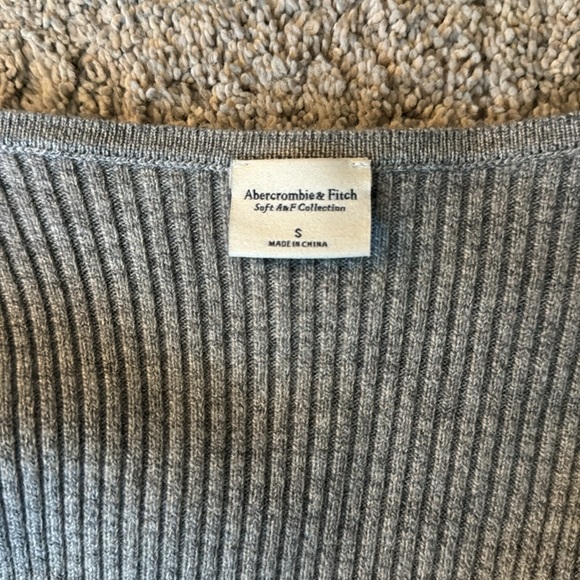 Abercrombie & Fitch
Soft A&F Collection
S
MADE IN CHINA